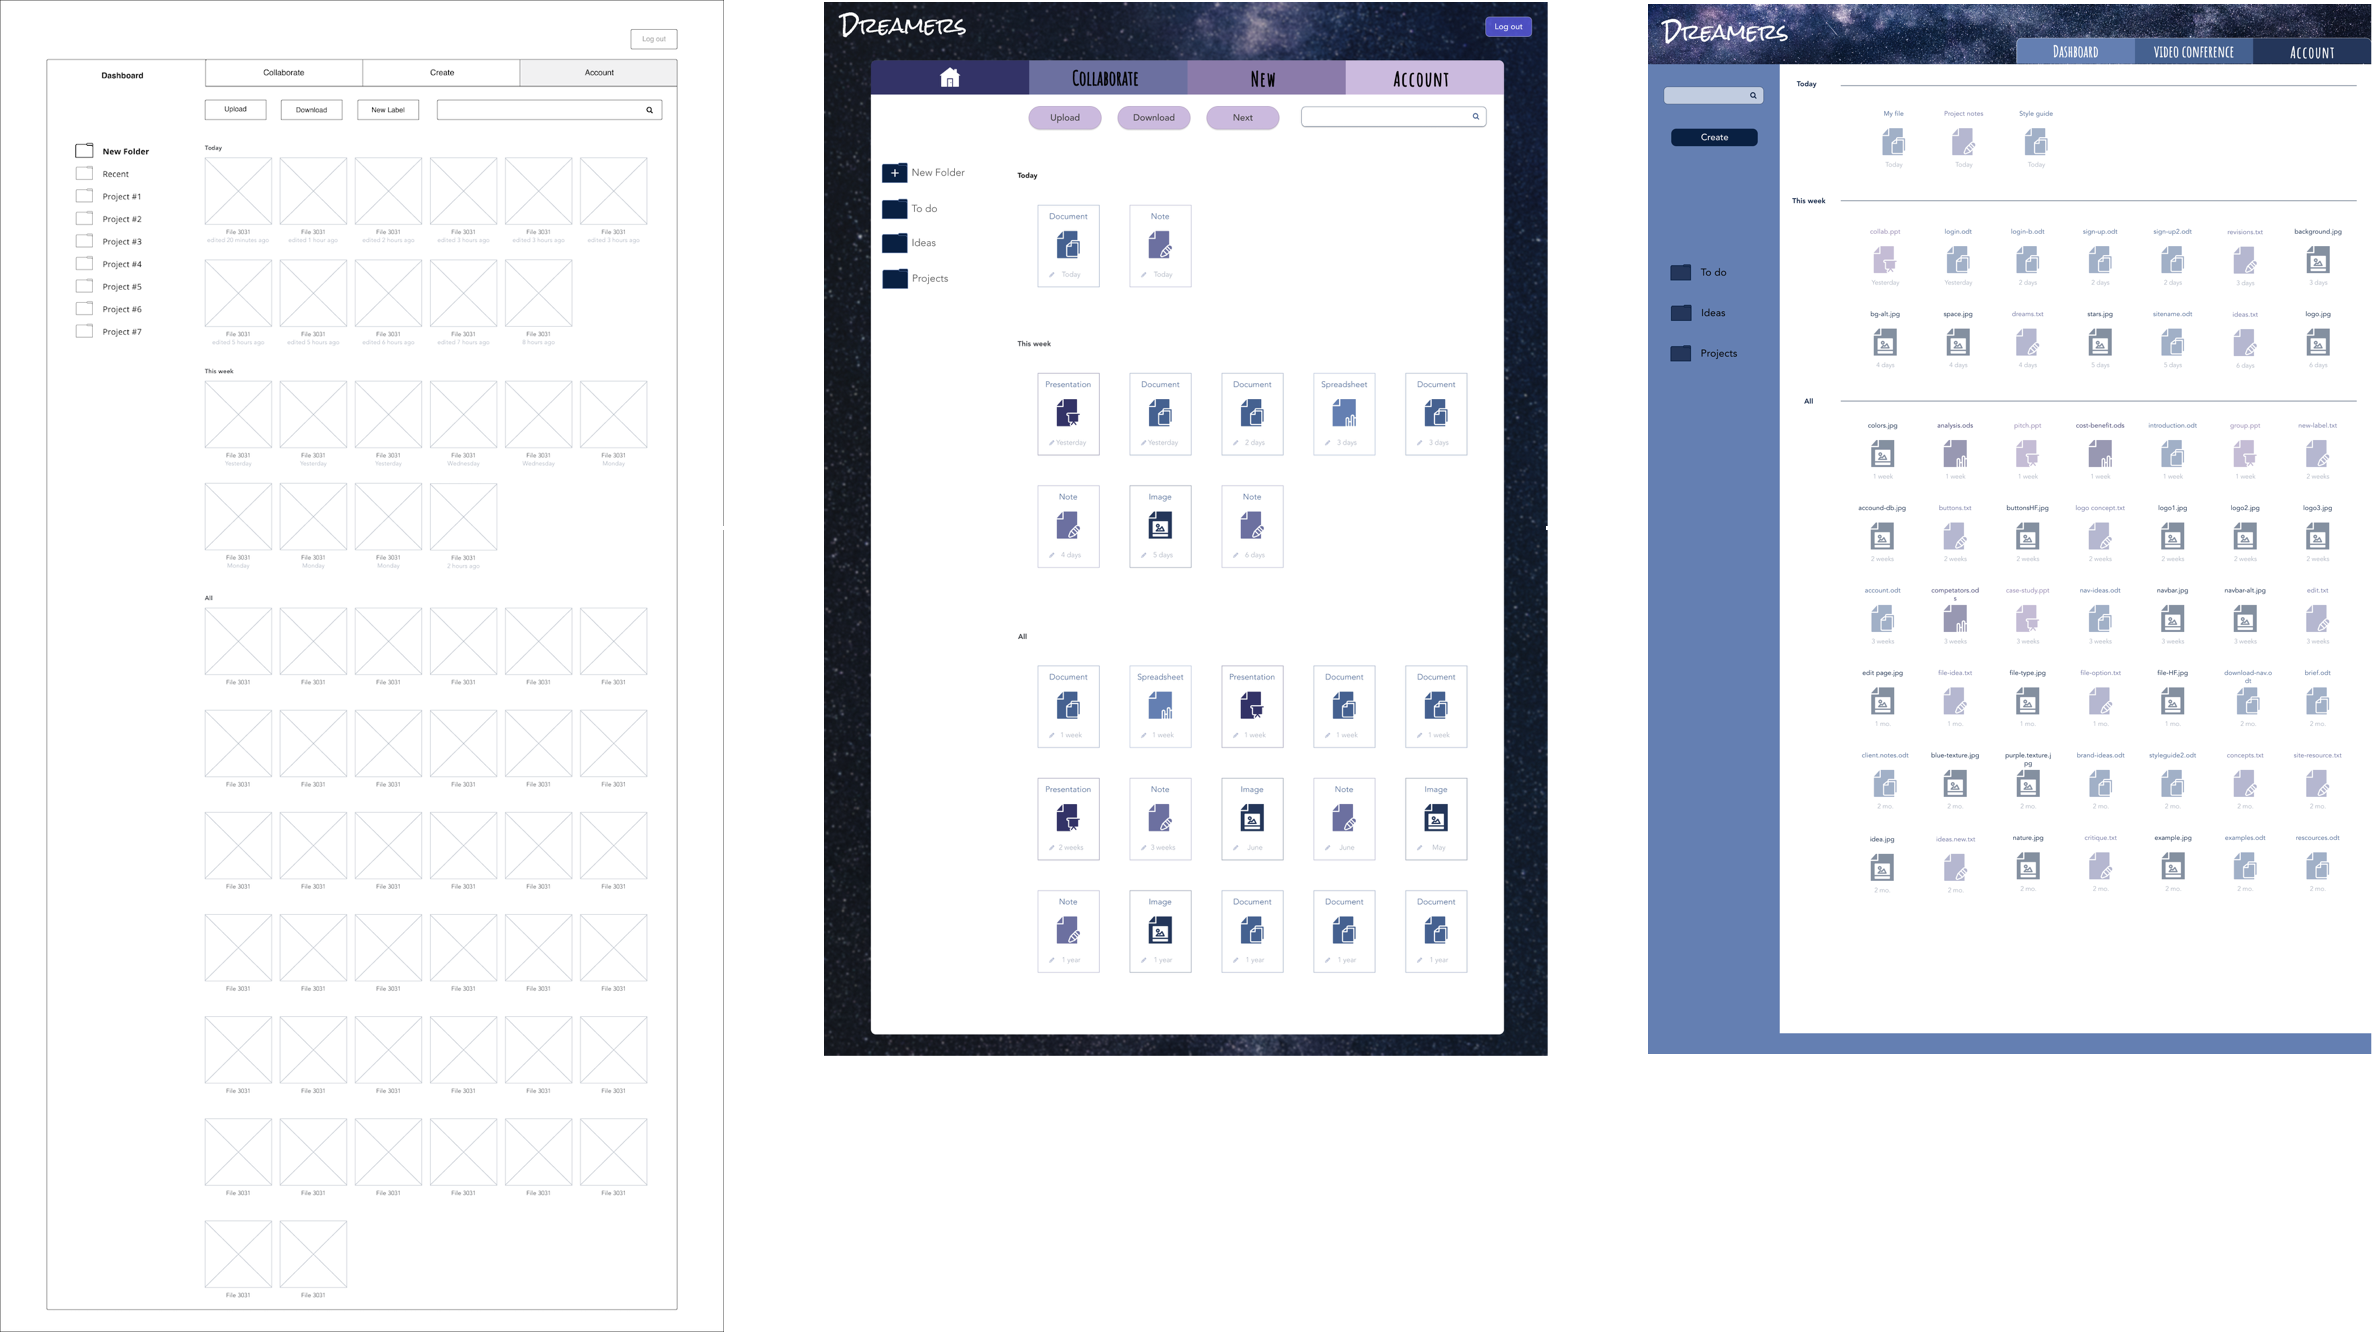 Log out
Dashboard
Collaborate
Create
Account
Upload
Download
New Label
New Folder
Recent
Project #1
Project #2
Project #3
Project #4
Project #5
Project #6
Project #7
Today
File 3031 File 3031 File 3031 File 3031 File 3031 File 3031
edited 20 minutes ago edited 1 hour ago edited 2 hours ago edited 3 hours ago edited 3 hours ago edited 3 hours ago
File 3031 File 3031 File 3031 File 3031 File 3031
edited 5 hours ago edited 5 hours ago edited 6 hours ago edited 7 hours ago 8 hours ago
This week
File 3031 File 3031 File 3031 File 3031 File 3031 File 3031
Yesterday Yesterday Yesterday Wednesday Wednesday Monday
File 3031 File 3031 File 3031 File 3031
Monday Monday Monday 2 hours ago
All
File 3031 File 3031 File 3031 File 3031 File 3031 File 3031
File 3031 File 3031 File 3031 File 3031 File 3031 File 3031
File 3031 File 3031 File 3031 File 3031 File 3031 File 3031
File 3031 File 3031 File 3031 File 3031 File 3031 File 3031
File 3031 File 3031 File 3031 File 3031 File 3031 File 3031
File 3031 File 3031 File 3031 File 3031 File 3031 File 3031
File 3031 File 3031
Dreamers
Log out
Collaborate
New
Account
Upload
Download
Next
New Folder
To do
Ideas
Projects
Today
Document Note
Today Today
This week
Presentation Document Document Spreadsheet Document
Yesterday Yesterday 2 days 3 days 3 days
Note Image Note
4 days 5 days 6 days
All
Document Spreadsheet Presentation Document Document
1 week 1 week 1 week 1 week 1 week
Presentation Note Image Note Image
2 weeks 3 weeks June June May
Note Image Document Document Document
1 year 1 year 1 year 1 year 1 year
Dreamers
Dashboard
VIDEO CONFERENCE
Account
Create
To do
Ideas
Projects
Today
My file Project notes Style guide
Today Today Today
This week
collab.ppt login.odt login-b.odt sign-up.odt sign-up2.odt revisions.txt background.jpg
Yesterday Yesterday 2 days 2 days 2 days 3 days 3 days
bg-alt.jpg space.jpg dreams.txt stars.jpg sitename.odt ideas.txt logo.jpg
4 days 4 days 4 days 5 days 5 days 6 days 6 days
All
colors.jpg analysis.ods pitch.ppt cost-benefit.ods introduction.odt group.ppt new-label.txt
1 week 1 week 1 week 1 week 1 week 1 week 2 weeks
accound-db.jpg buttons.txt buttonsHF.jpg logo concept.txt logo1.jpg logo2.jpg logo3.jpg
2 weeks 2 weeks 2 weeks 2 weeks 2 weeks 2 weeks 2 weeks
account.odt competators.od case-study.ppt nav-ideas.odt navbar.jpg navbar-alt.jpg edit.txt
s
3 weeks 3 weeks 3 weeks 3 weeks 3 weeks 3 weeks 3 weeks
edit page.jpg file-idea.txt file-type.jpg file-option.txt file-HF.jpg download-nav.o brief.odt
dt
1 mo. 1 mo. 1 mo. 1 mo. 1 mo. 2 mo. 2 mo.
client.notes.odt blue-texture.jpg purple.texture.j brand-ideas.odt styleguide2.odt concepts.txt site-resource.txt
pg
2 mo. 2 mo. 2 mo. 2 mo. 2 mo. 2 mo. 2 mo.
idea.jpg ideas.new.txt nature.jpg critique.txt example.jpg examples.odt rescources.odt
2 mo. 2 mo. 2 mo. 2 mo. 2 mo. 2 mo. 2 mo.